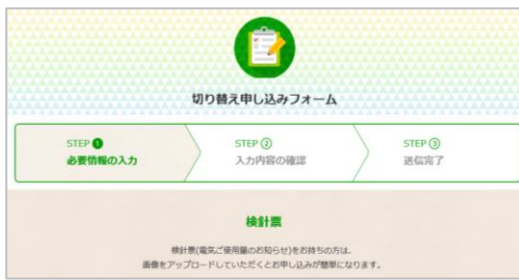 切り替え申し込みフォーム
STEP ❶
必要情報の入力
STEP ②
入力内容の確認
STEP ③
送信完了
検針票
検針票(電気ご使用量のお知らせ)をお持ちの方は、
画像をアップロードしていただくとお申し込みが簡単になります。